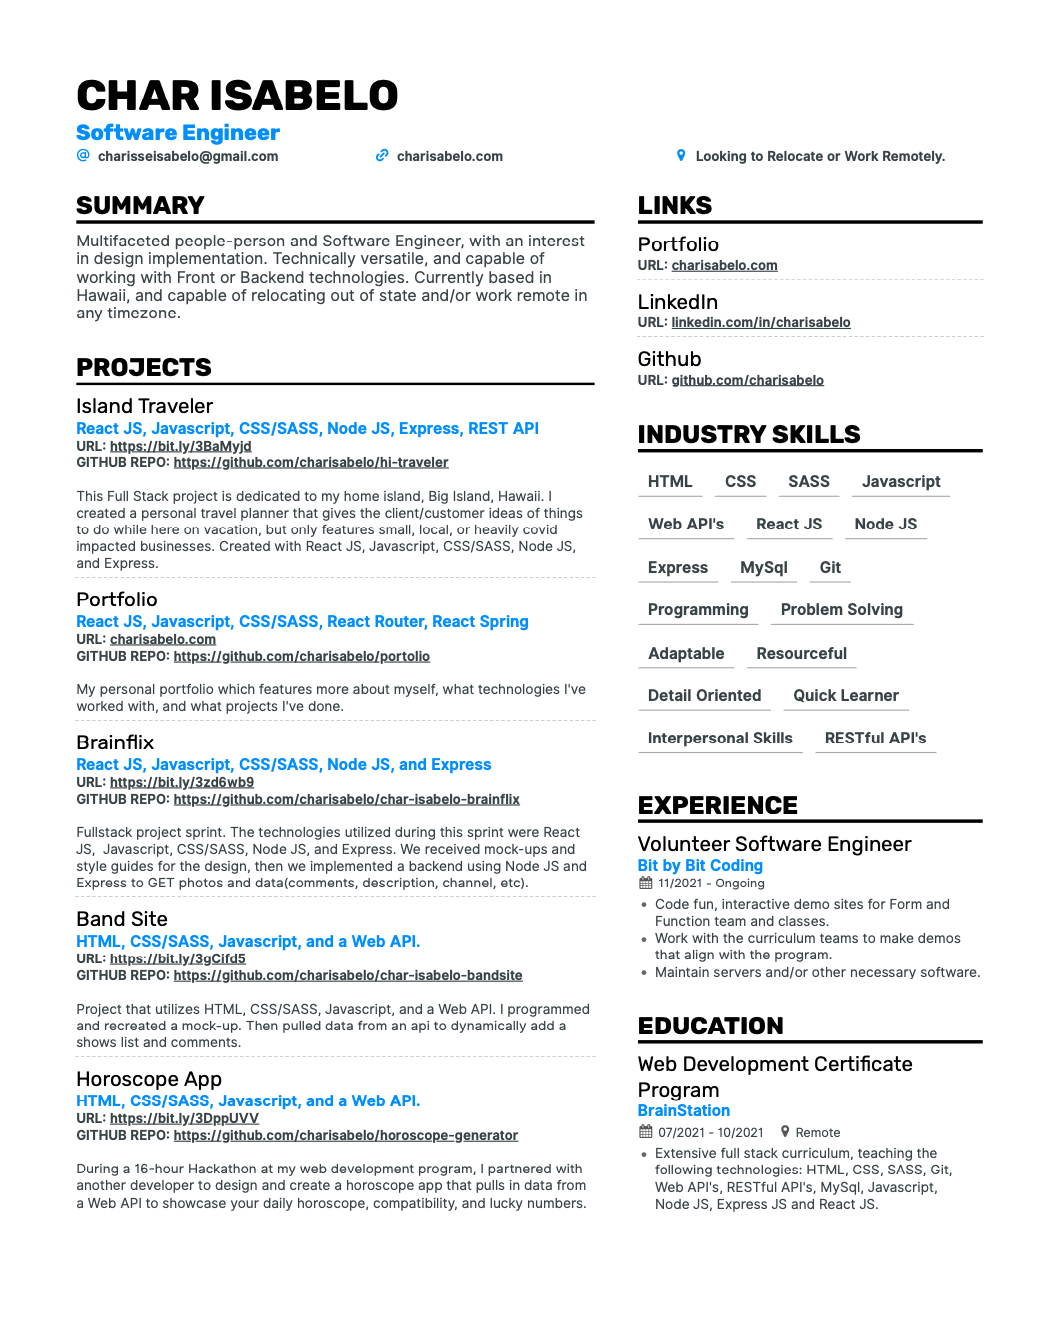 CHAR ISABELO
Software Engineer
charisseisabelo@gmail.com
charisabelo.com
Looking to Relocate or Work Remotely.
SUMMARY
Multifaceted people-person and Software Engineer, with an interest
in design implementation. Technically versatile, and capable of
working with Front or Backend technologies. Currently based in
Hawaii, and capable of relocating out of state and/or work remote in
any timezone.
PROJECTS
Island Traveler
React JS, Javascript, CSS/SASS, Node JS, Express, REST API
URL: https://bit.ly/3BaMyjd
GITHUB REPO: https://github.com/charisabelo/hi-traveler
This Full Stack project is dedicated to my home island, Big Island, Hawaii. I
created a personal travel planner that gives the client/customer ideas of things
to do while here on vacation, but only features small, local, or heavily covid
impacted businesses. Created with React JS, Javascript, CSS/SASS, Node JS,
and Express.
Portfolio
React JS, Javascript, CSS/SASS, React Router, React Spring
URL: charisabelo.com
GITHUB REPO: https://github.com/charisabelo/portolio
My personal portfolio which features more about myself, what technologies I've
worked with, and what projects I've done.
Brainflix
React JS, Javascript, CSS/SASS, Node JS, and Express
URL: https://bit.ly/3zd6wb9
GITHUB REPO: https://github.com/charisabelo/char-isabelo-brainflix
Fullstack project sprint. The technologies utilized during this sprint were React
JS,  Javascript, CSS/SASS, Node JS, and Express. We received mock-ups and
style guides for the design, then we implemented a backend using Node JS and
Express to GET photos and data(comments, description, channel, etc).
Band Site
HTML, CSS/SASS, Javascript, and a Web API.
URL: https://bit.ly/3gCifd5
GITHUB REPO: https://github.com/charisabelo/char-isabelo-bandsite
Project that utilizes HTML, CSS/SASS, Javascript, and a Web API. I programmed
and recreated a mock-up. Then pulled data from an api to dynamically add a
shows list and comments.
Horoscope App
HTML, CSS/SASS, Javascript, and a Web API.
URL: https://bit.ly/3DppUVV
GITHUB REPO: https://github.com/charisabelo/horoscope-generator
During a 16-hour Hackathon at my web development program, I partnered with
another developer to design and create a horoscope app that pulls in data from
a Web API to showcase your daily horoscope, compatibility, and lucky numbers.
LINKS
Portfolio
URL: charisabelo.com
LinkedIn
URL: linkedin.com/in/charisabelo
Github
URL: github.com/charisabelo
INDUSTRY SKILLS
HTML CSS SASS Javascript
Web API's React JS Node JS
Express MySql Git
Programming Problem Solving
Adaptable Resourceful
Detail Oriented Quick Learner
Interpersonal Skills RESTful API's
EXPERIENCE
Volunteer Software Engineer
Bit by Bit Coding
11/2021 - Ongoing
• Code fun, interactive demo sites for Form and
Function team and classes.
• Work with the curriculum teams to make demos
that align with the program.
• Maintain servers and/or other necessary software.
EDUCATION
Web Development Certificate
Program
BrainStation
07/2021 - 10/2021 Remote
• Extensive full stack curriculum, teaching the
following technologies: HTML, CSS, SASS, Git,
Web API's, RESTful API's, MySql, Javascript,
Node JS, Express JS and React JS.